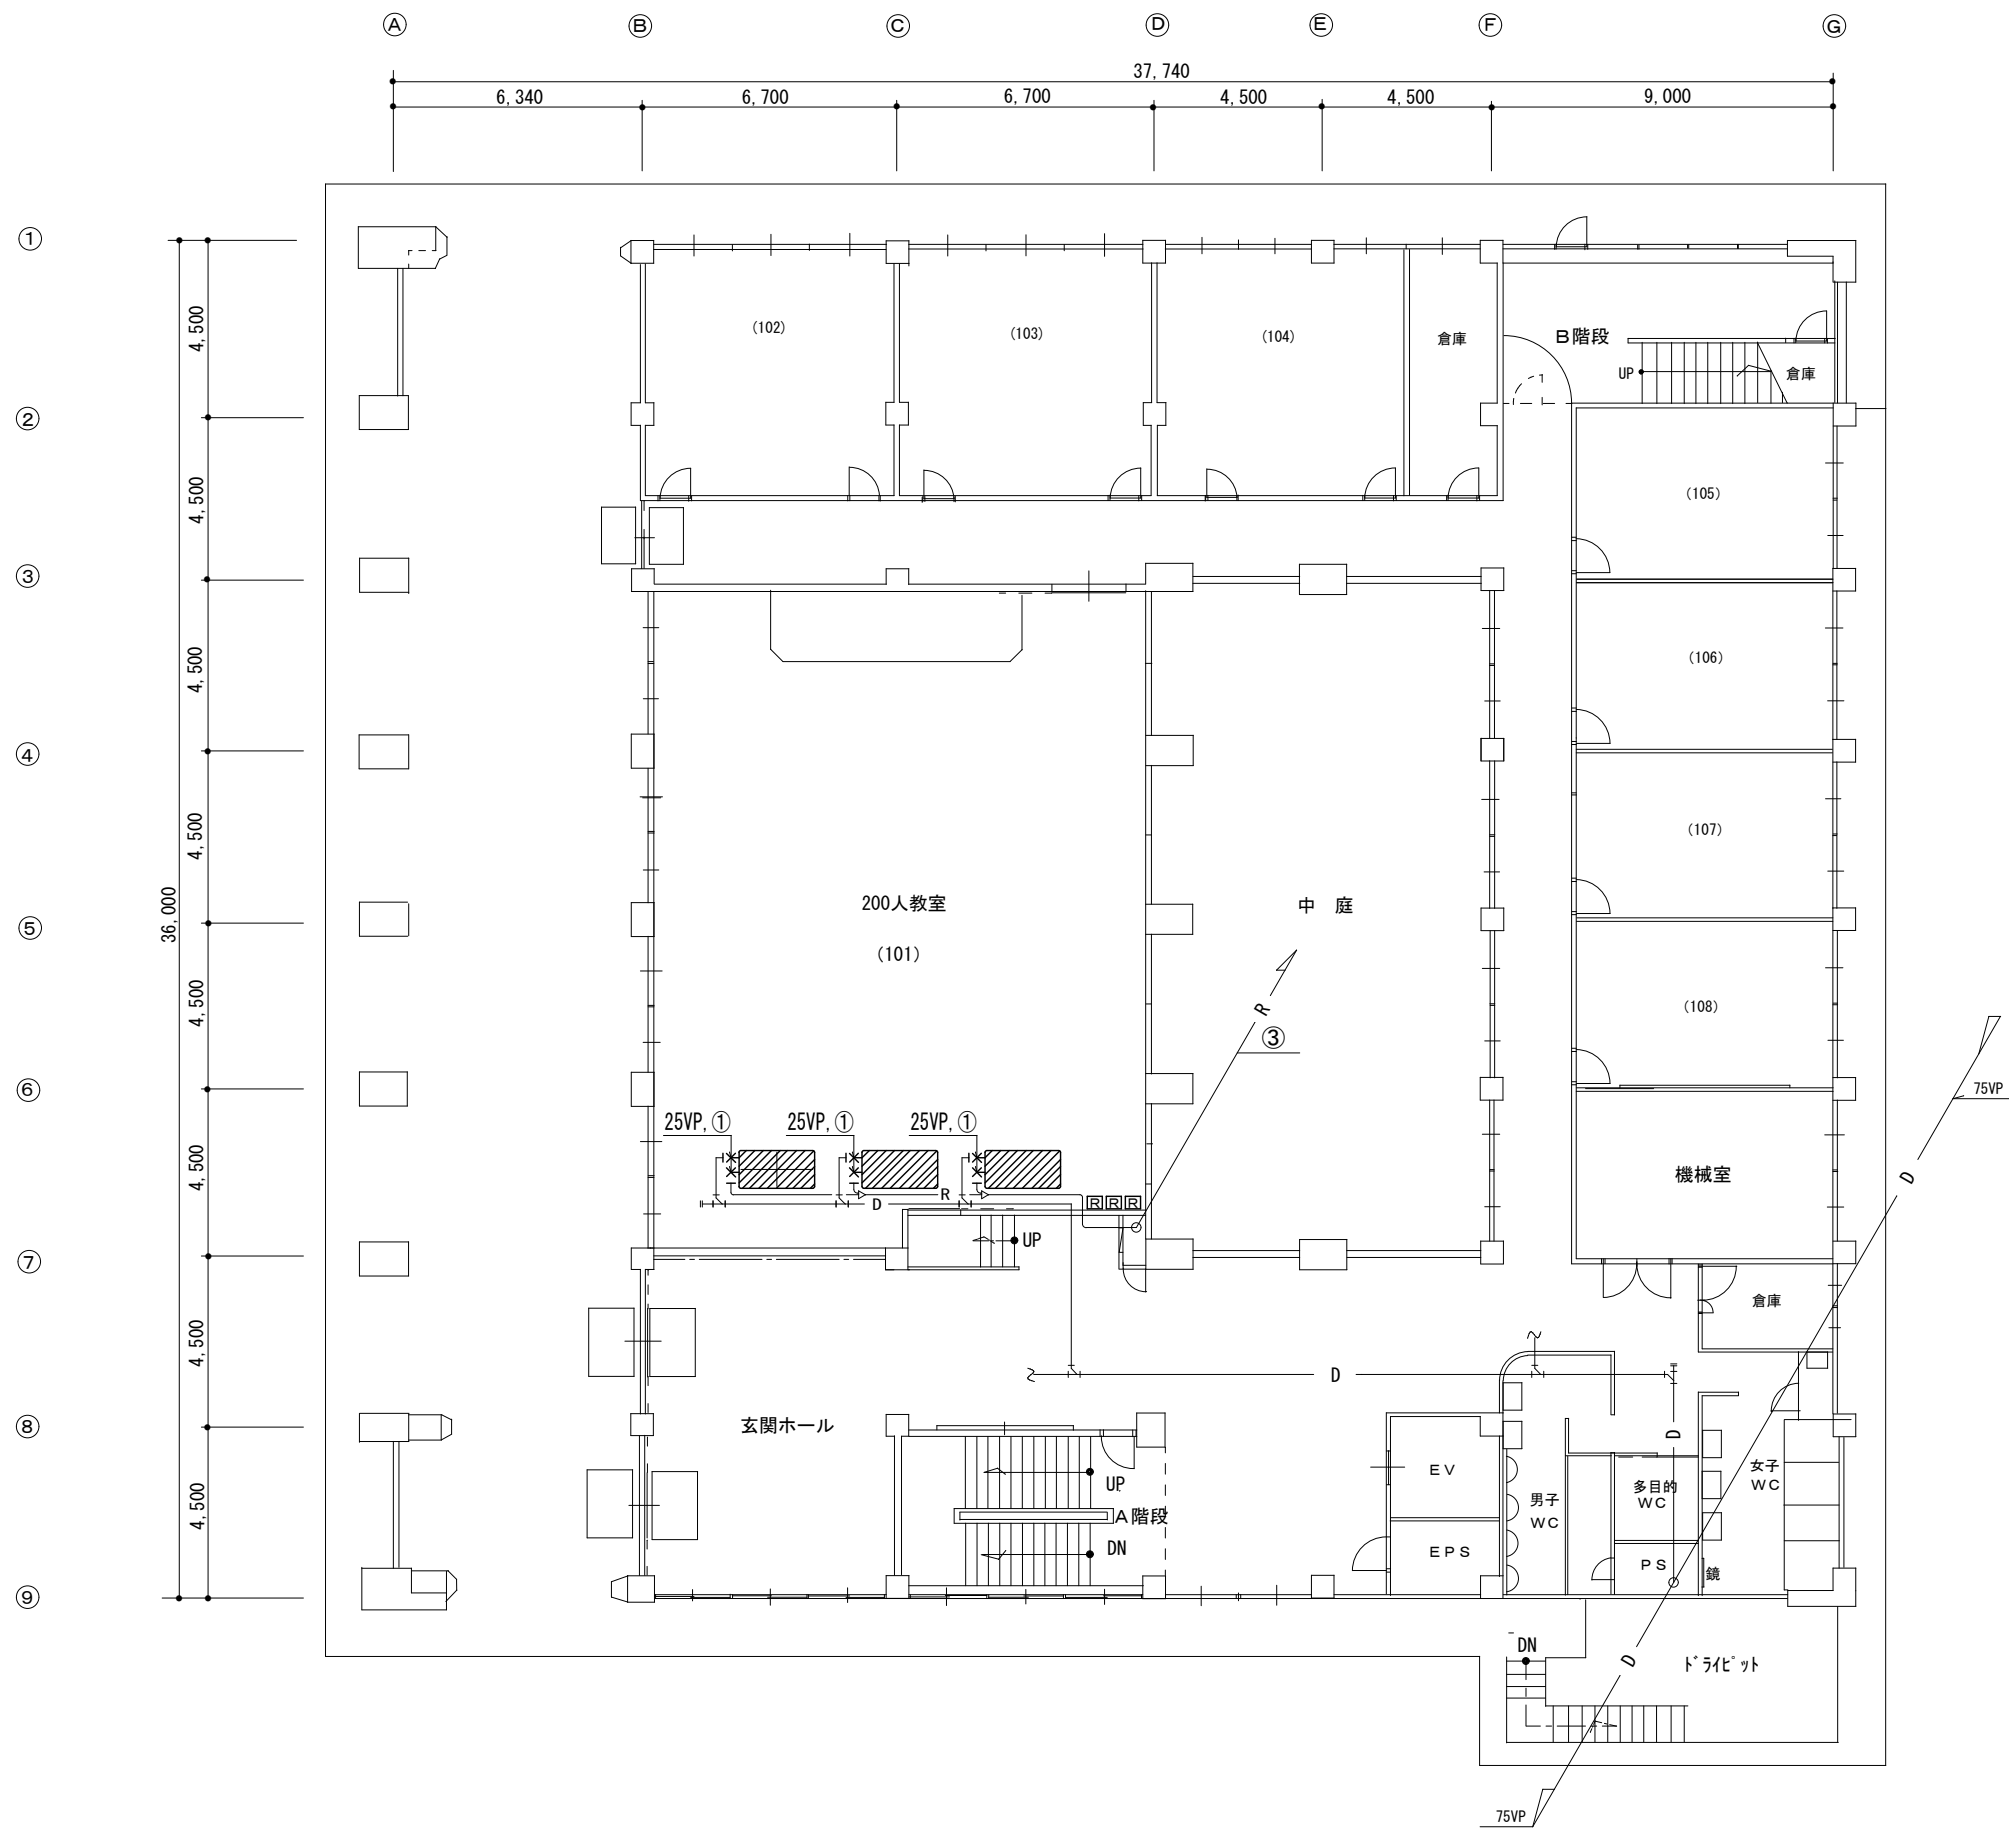 Ⓐ Ⓑ Ⓒ Ⓓ Ⓔ Ⓕ Ⓖ
37,740
6,340 6,700 6,700 4,500 4,500 9,000
①
②
③
④
⑤
⑥
⑦
⑧
⑨
36,000
4,500
4,500
4,500
4,500
4,500
4,500
4,500
4,500
(102)
(103)
(104)
倉庫
B階段
UP
倉庫
(105)
(106)
(107)
(108)
200人教室
(101)
中 庭
R
③
25VP,① 25VP,① 25VP,①
R
D
R R R
UP
機械室
D
75VP
倉庫
D
玄関ホール
UP
A階段
DN
EV
EPS
男子
WC
D
多目的
WC
PS
鏡
女子
WC
DN
D
ドライピット
75VP